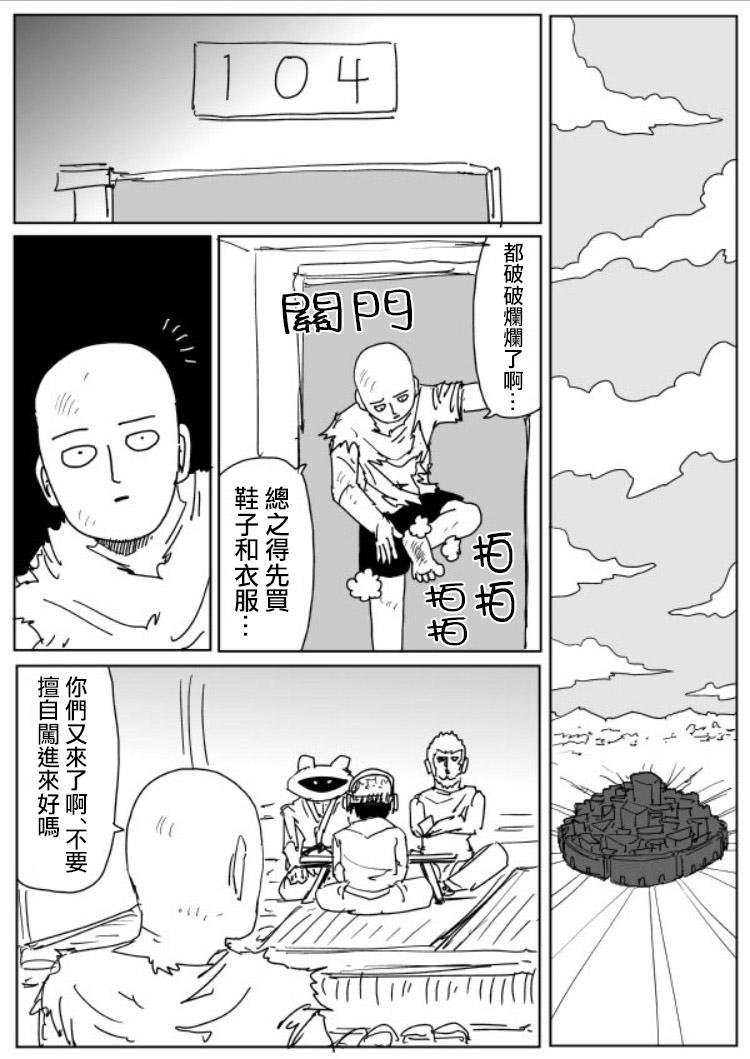 104
都破破爛爛了啊…
關門
總之得先買
鞋子和衣服…
拍拍
拍拍
你們又來了啊、不要
擅自闖進來好嗎